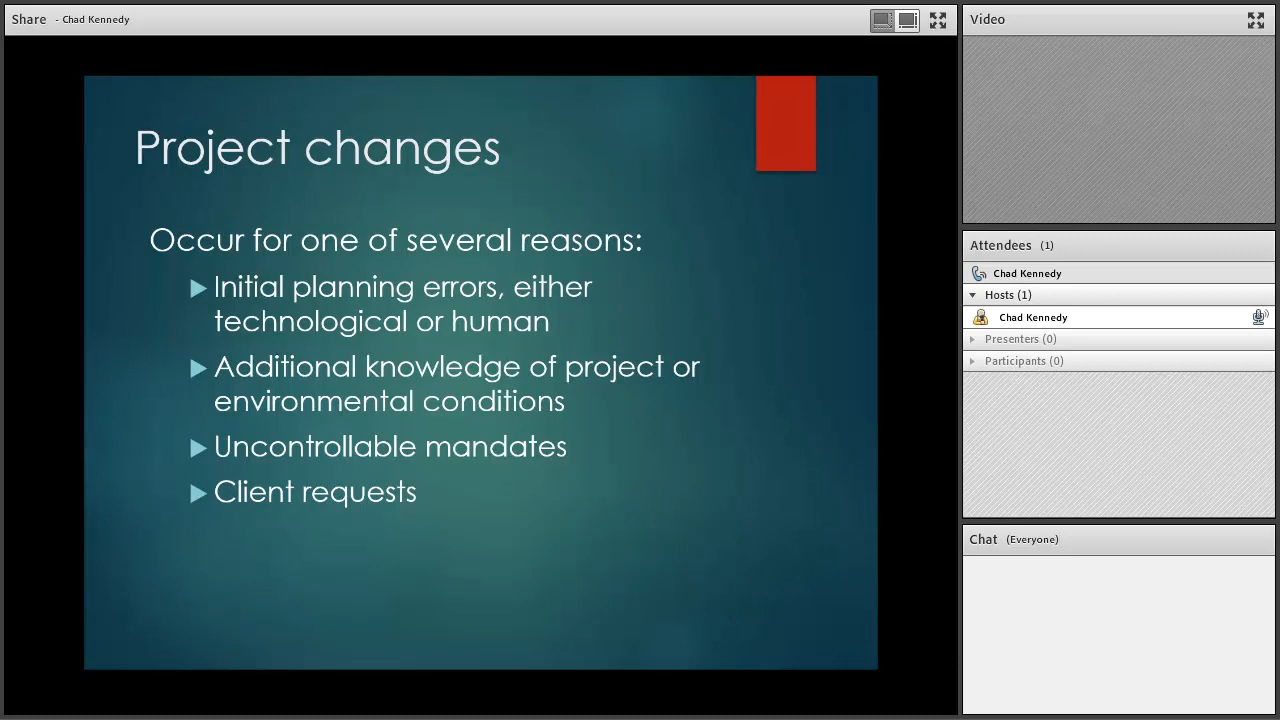 Share - Chad Kennedy
Project changes
Occur for one of several reasons:
Initial planning errors, either
technological or human
Additional knowledge of project or
environmental conditions
Uncontrollable mandates
Client requests
Video
Attendees (1)
Chad Kennedy
Hosts (1)
Chad Kennedy
Presenters (0)
Participants (0)
Chat (Everyone)